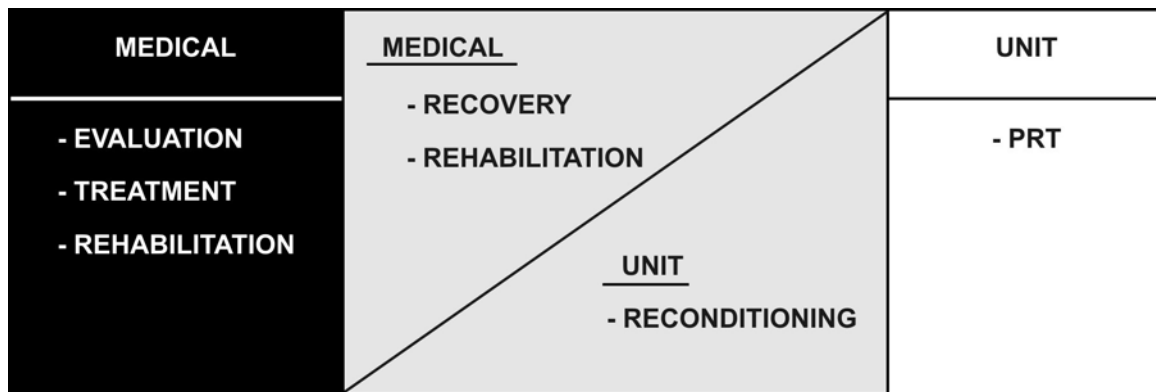 MEDICAL
- EVALUATION
- TREATMENT
- REHABILITATION
MEDICAL
- RECOVERY
- REHABILITATION
UNIT
- RECONDITIONING
UNIT
- PRT